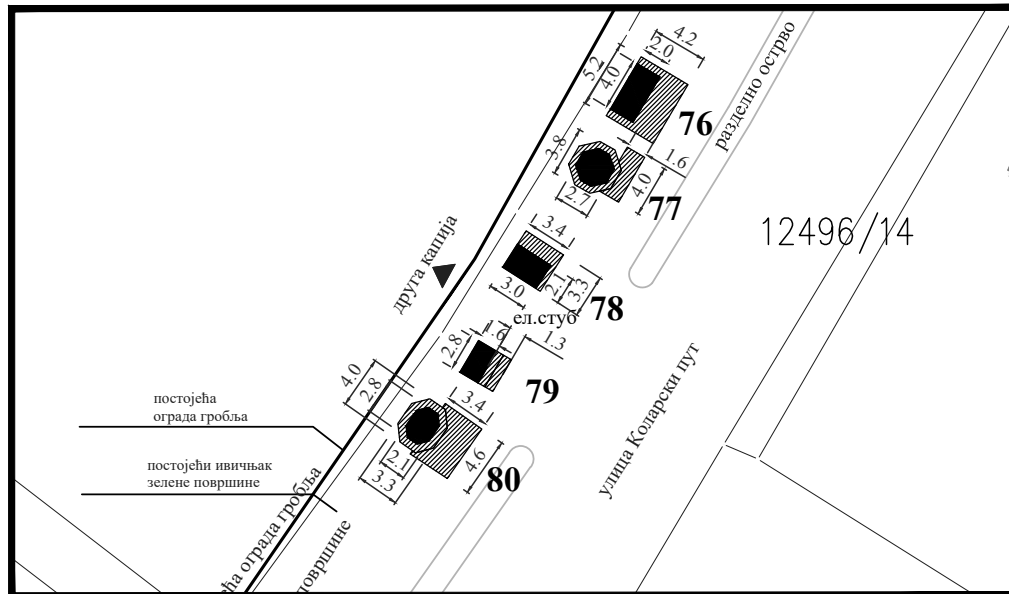 4.2
2.0
5.2
4.0
76
разделно острво
3.8
1.6
4.0
2.7
77
12496/14
друга капија
3.4
3.0
2.1
3.3
78
ел.стуб
1.6
1.3
2.8
79
4.0
2.8
3.4
постојећа
ограда гробља
улица Коларски пут
2.1
3.3
4.6
80
постојећи ивичњак
зелене површине
ећа ограда гробља
површине